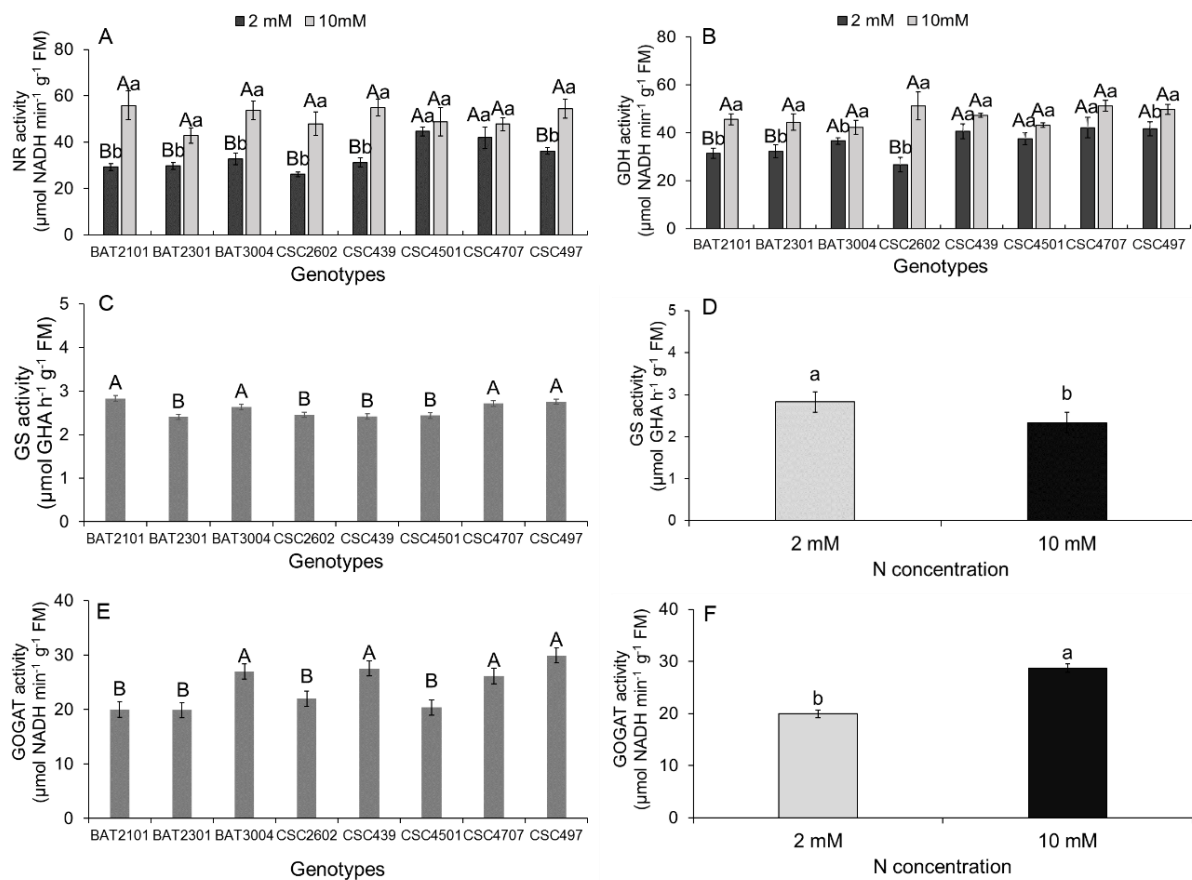 2 mM 10mM
A
NR activity
(µmol NADH min⁻¹ g⁻¹ FM)
80
60
40
20
0
Bb Aa Bb Aa Bb Aa Bb Aa Bb Aa Aa Aa Ab Aa Bb Aa
BAT2101 BAT2301 BAT3004 CSC2602 CSC439 CSC4501 CSC4707 CSC497
Genotypes
2 mM 10mM
B
GDH activity
(µmol NADH min⁻¹ g⁻¹ FM)
80
60
40
20
0
Bb Aa Bb Aa Ab Aa Bb Aa Aa Aa Aa Aa Aa Aa Ab Aa
BAT2101 BAT2301 BAT3004 CSC2602 CSC439 CSC4501 CSC4707 CSC497
Genotypes
C
GS activity
(µmol GHA h⁻¹ g⁻¹ FM)
5
4
3
2
1
0
A B A B B B A A
BAT2101 BAT2301 BAT3004 CSC2602 CSC439 CSC4501 CSC4707 CSC497
Genotypes
D
GS activity
(µmol GHA h⁻¹ g⁻¹ FM)
5
4
3
2
1
0
a b
2 mM 10 mM
N concentration
E
GOGAT activity
(µmol NADH min⁻¹ g⁻¹ FM)
40
30
20
10
0
B B A B A B A A
BAT2101 BAT2301 BAT3004 CSC2602 CSC439 CSC4501 CSC4707 CSC497
Genotypes
F
GOGAT activity
(µmol NADH min⁻¹ g⁻¹ FM)
40
30
20
10
0
b a
2 mM 10 mM
N concentration